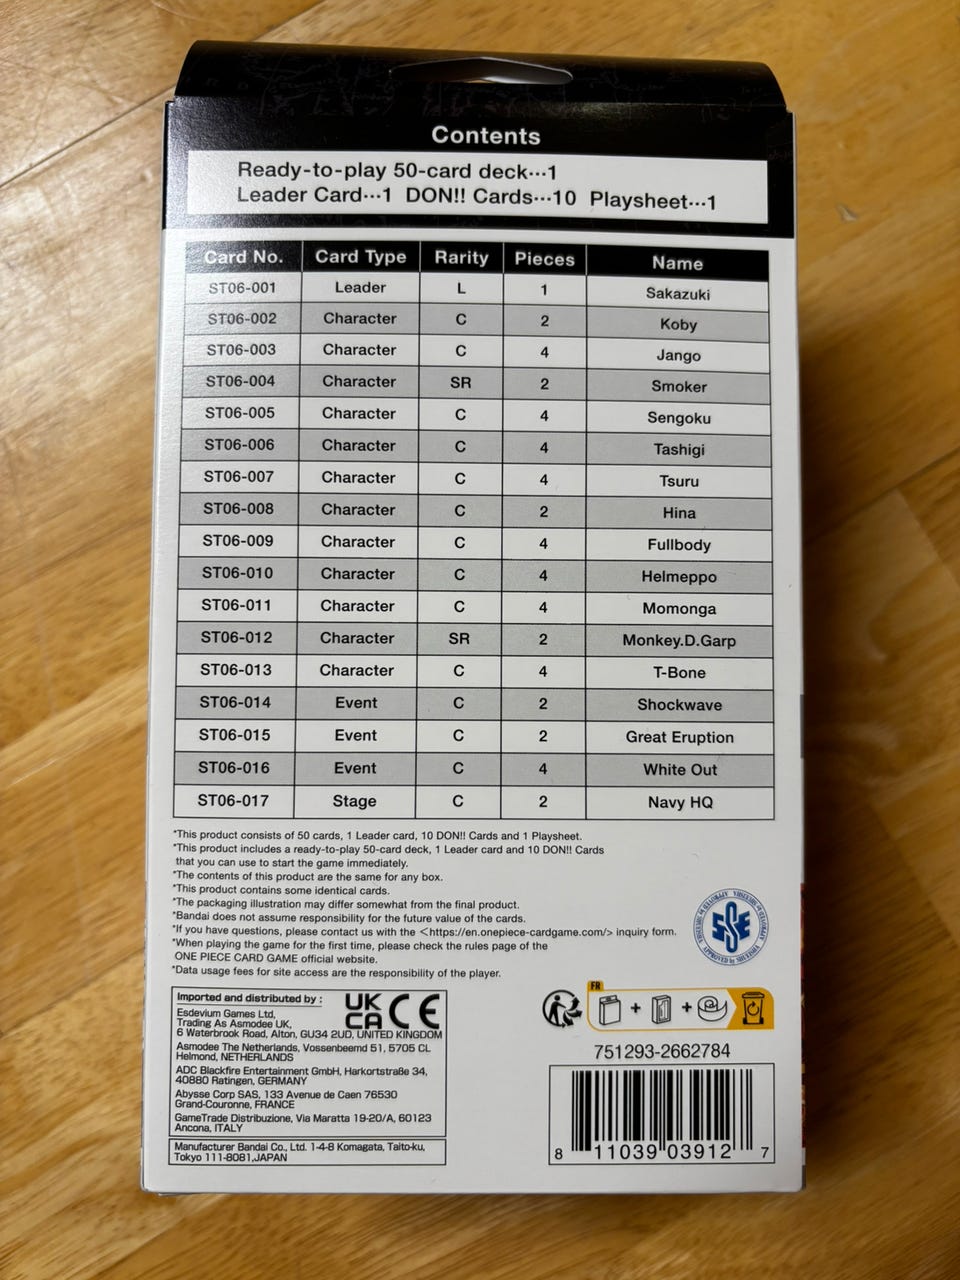 Contents
Ready-to-play 50-card deck···1
Leader Card···1 DON!! Cards···10 Playsheet···1
Card No. Card Type Rarity Pieces Name
ST06-001 Leader L 1 Sakazuki
ST06-002 Character C 2 Koby
ST06-003 Character C 4 Jango
ST06-004 Character SR 2 Smoker
ST06-005 Character C 4 Sengoku
ST06-006 Character C 4 Tashigi
ST06-007 Character C 4 Tsuru
ST06-008 Character C 2 Hina
ST06-009 Character C 4 Fullbody
ST06-010 Character C 4 Helmeppo
ST06-011 Character C 4 Momonga
ST06-012 Character SR 2 Monkey.D.Garp
ST06-013 Character C 4 T-Bone
ST06-014 Event C 2 Shockwave
ST06-015 Event C 2 Great Eruption
ST06-016 Event C 4 White Out
ST06-017 Stage C 2 Navy HQ
*This product consists of 50 cards, 1 Leader card, 10 DON!! Cards and 1 Playsheet.
*This product includes a ready-to-play 50-card deck, 1 Leader card and 10 DON!! Cards
that you can use to start the game immediately.
*The contents of this product are the same for any box.
*This product contains some identical cards.
*The packaging illustration may differ somewhat from the final product.
*Bandai does not assume responsibility for the future value of the cards.
*If you have questions, please contact us with the <https://en.onepiece-cardgame.com/> inquiry form.
*When playing the game for the first time, please check the rules page of the
ONE PIECE CARD GAME official website.
*Data usage fees for site access are the responsibility of the player.
APPROVED by SHUEISHA
Imported and distributed by :
UK
CA CE
Esdevium Games Ltd,
Trading As Asmodee UK,
6 Waterbrook Road, Alton, GU34 2UD, UNITED KINGDOM
Asmodee The Netherlands, Vossenbeemd 51, 5705 CL
Helmond, NETHERLANDS
ADC Blackfire Entertainment GmbH, Harkortstraße 34,
40880 Ratingen, GERMANY
Abysse Corp SAS, 133 Avenue de Caen 76530
Grand-Couronne, FRANCE
GameTrade Distribuzione, Via Maratta 19-20/A, 60123
Ancona, ITALY
Manufacturer Bandai Co., Ltd. 1-4-8 Komagata, Taito-ku,
Tokyo 111-8081,JAPAN
FR
+ +
751293-2662784
8 11039 03912 7